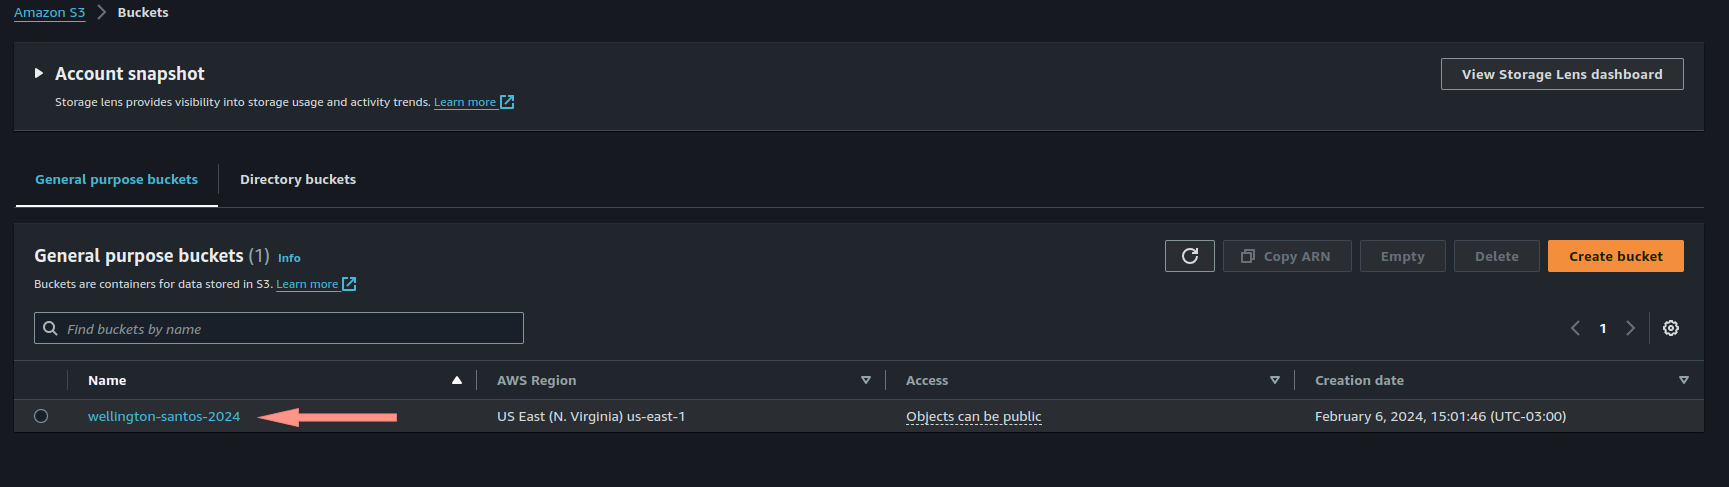 Amazon S3 > Buckets
Account snapshot
View Storage Lens dashboard
Storage lens provides visibility into storage usage and activity trends. Learn more
General purpose buckets
Directory buckets
General purpose buckets (1) Info
Copy ARN
Empty
Delete
Create bucket
Buckets are containers for data stored in S3. Learn more
Find buckets by name
1
Name
AWS Region
Access
Creation date
wellington-santos-2024
US East (N. Virginia) us-east-1
Objects can be public
February 6, 2024, 15:01:46 (UTC-03:00)